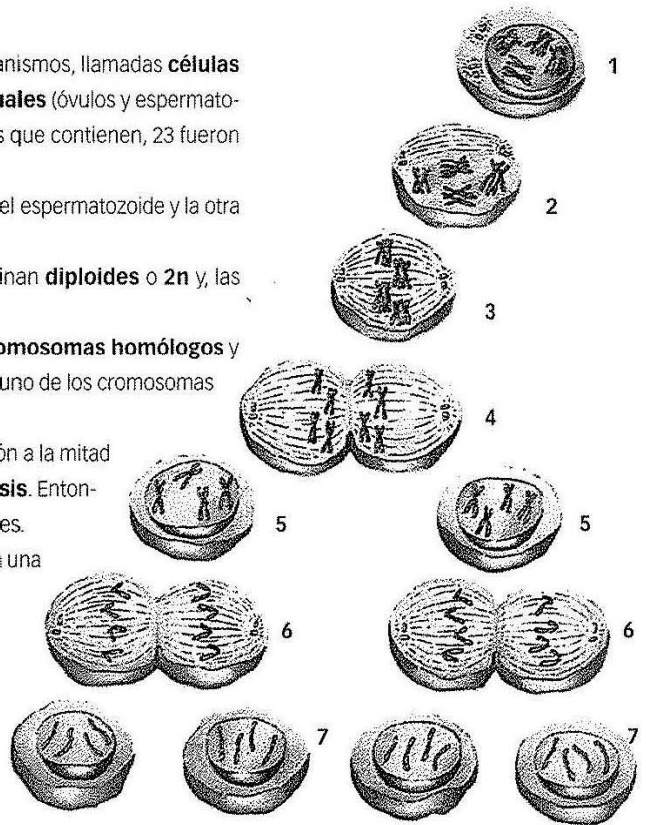 anismos, llamadas células
uales (óvulos y espermato-
s que contienen, 23 fueron
el espermatozoide y la otra
inan diploides o 2n y, las
omosomas homólogos y
uno de los cromosomas
ón a la mitad
sis. Enton-
es.
una
1
2
3
4
5
5
6
6
7
7